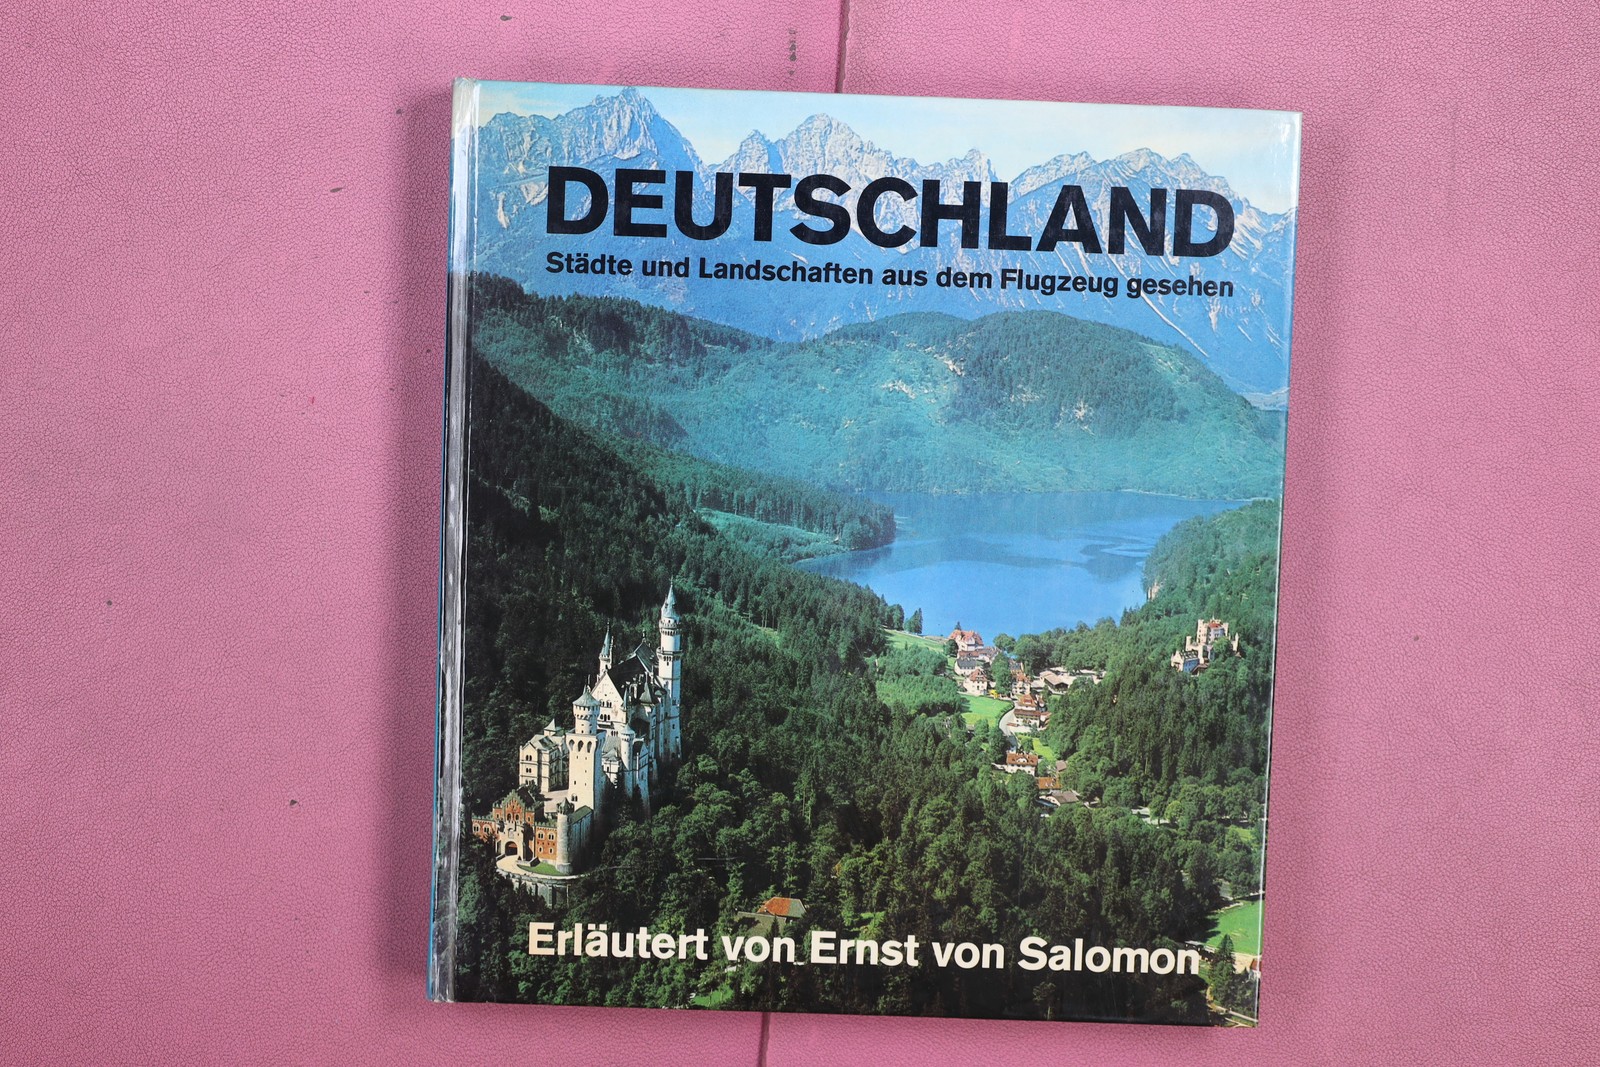 DEUTSCHLAND
Städte und Landschaften aus dem Flugzeug gesehen
Erläutert von Ernst von Salomon